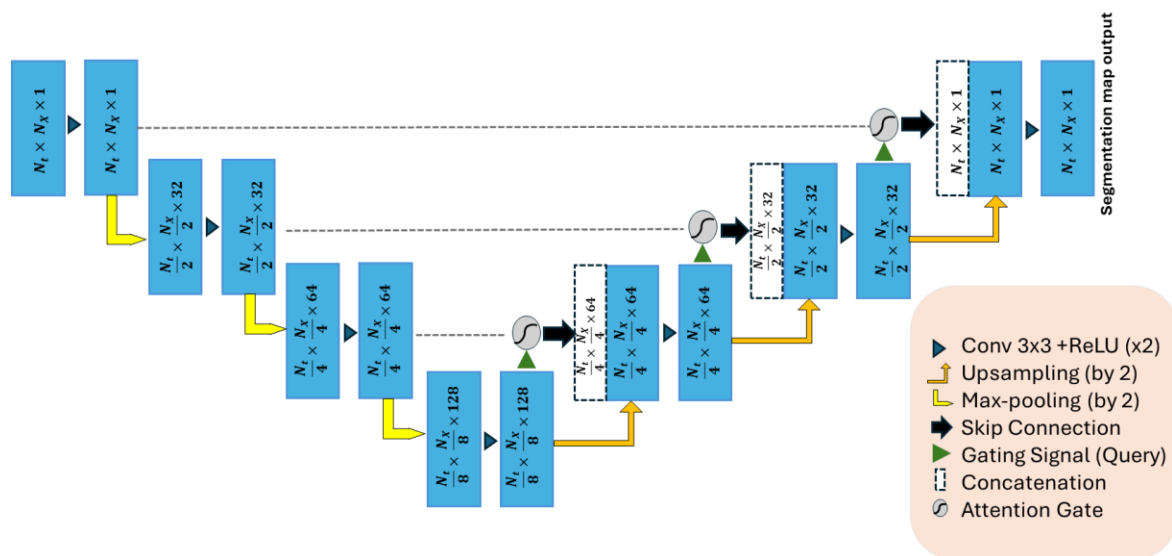 N_t × N_X × 1
N_t × N_X × 1
N_t/2 × N_X/2 × 32
N_t/2 × N_X/2 × 32
N_t/4 × N_X/4 × 64
N_t/4 × N_X/4 × 64
N_t/8 × N_X/8 × 128
N_t/8 × N_X/8 × 128
N_t/4 × N_X/4 × 64
N_t/4 × N_X/4 × 64
N_t/4 × N_X/4 × 64
N_t/2 × N_X/2 × 32
N_t/2 × N_X/2 × 32
N_t/2 × N_X/2 × 32
N_t × N_X × 1
N_t × N_X × 1
N_t × N_X × 1
Segmentation map output
Conv 3x3 +ReLU (x2)
Upsampling (by 2)
Max-pooling (by 2)
Skip Connection
Gating Signal (Query)
Concatenation
Attention Gate